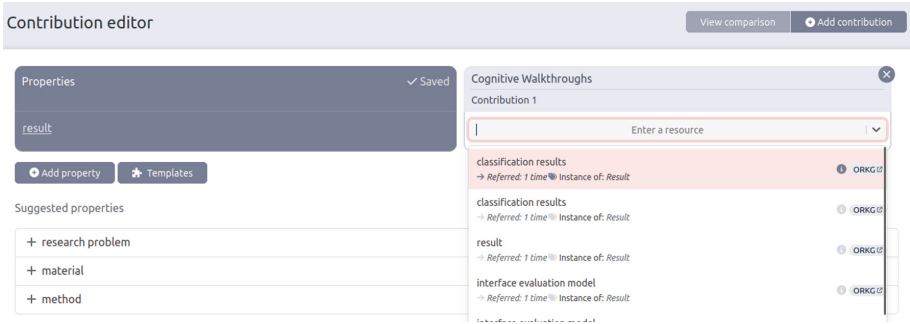 Contribution editor
View comparison
Add contribution
Properties
Saved
result
Add property
Templates
Suggested properties
research problem
material
method
Cognitive Walkthroughs
Contribution 1
Enter a resource
classification results
Referred: 1 time Instance of: Result
ORKG
classification results
Referred: 1 time Instance of: Result
ORKG
result
Referred: 1 time Instance of: Result
ORKG
interface evaluation model
Referred: 1 time Instance of: Result
ORKG
interface evaluation model